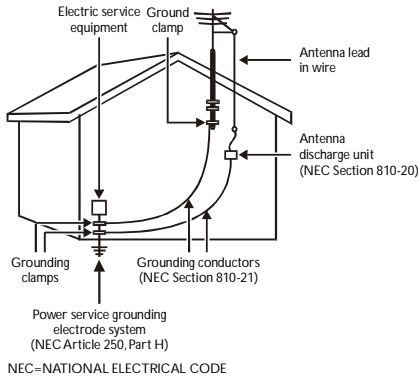 Electric service
equipment
Ground
clamp
Antenna lead
in wire
Antenna
discharge unit
(NEC Section 810-20)
Grounding
clamps
Grounding conductors
(NEC Section 810-21)
Power service grounding
electrode system
(NEC Article 250, Part H)
NEC=NATIONAL ELECTRICAL CODE